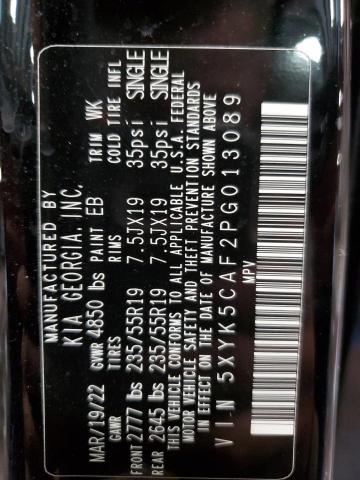 MANUFACTURED BY
KIA GEORGIA, INC.
MAR/19/22 GVWR 4850 lbs PAINT EB TRIM WK
GAWR TIRES RIMS COLD TIRE INFL
FRONT 2777 lbs 235/55R19 7.5JX19 35psi SINGLE
REAR 2645 lbs 235/55R19 7.5JX19 35psi SINGLE
THIS VEHICLE CONFORMS TO ALL APPLICABLE U.S.A. FEDERAL
MOTOR VEHICLE SAFETY AND THEFT PREVENTION STANDARDS
IN EFFECT ON THE DATE OF MANUFACTURE SHOWN ABOVE
VIN 5XYK5CAF2PG013089
MPV